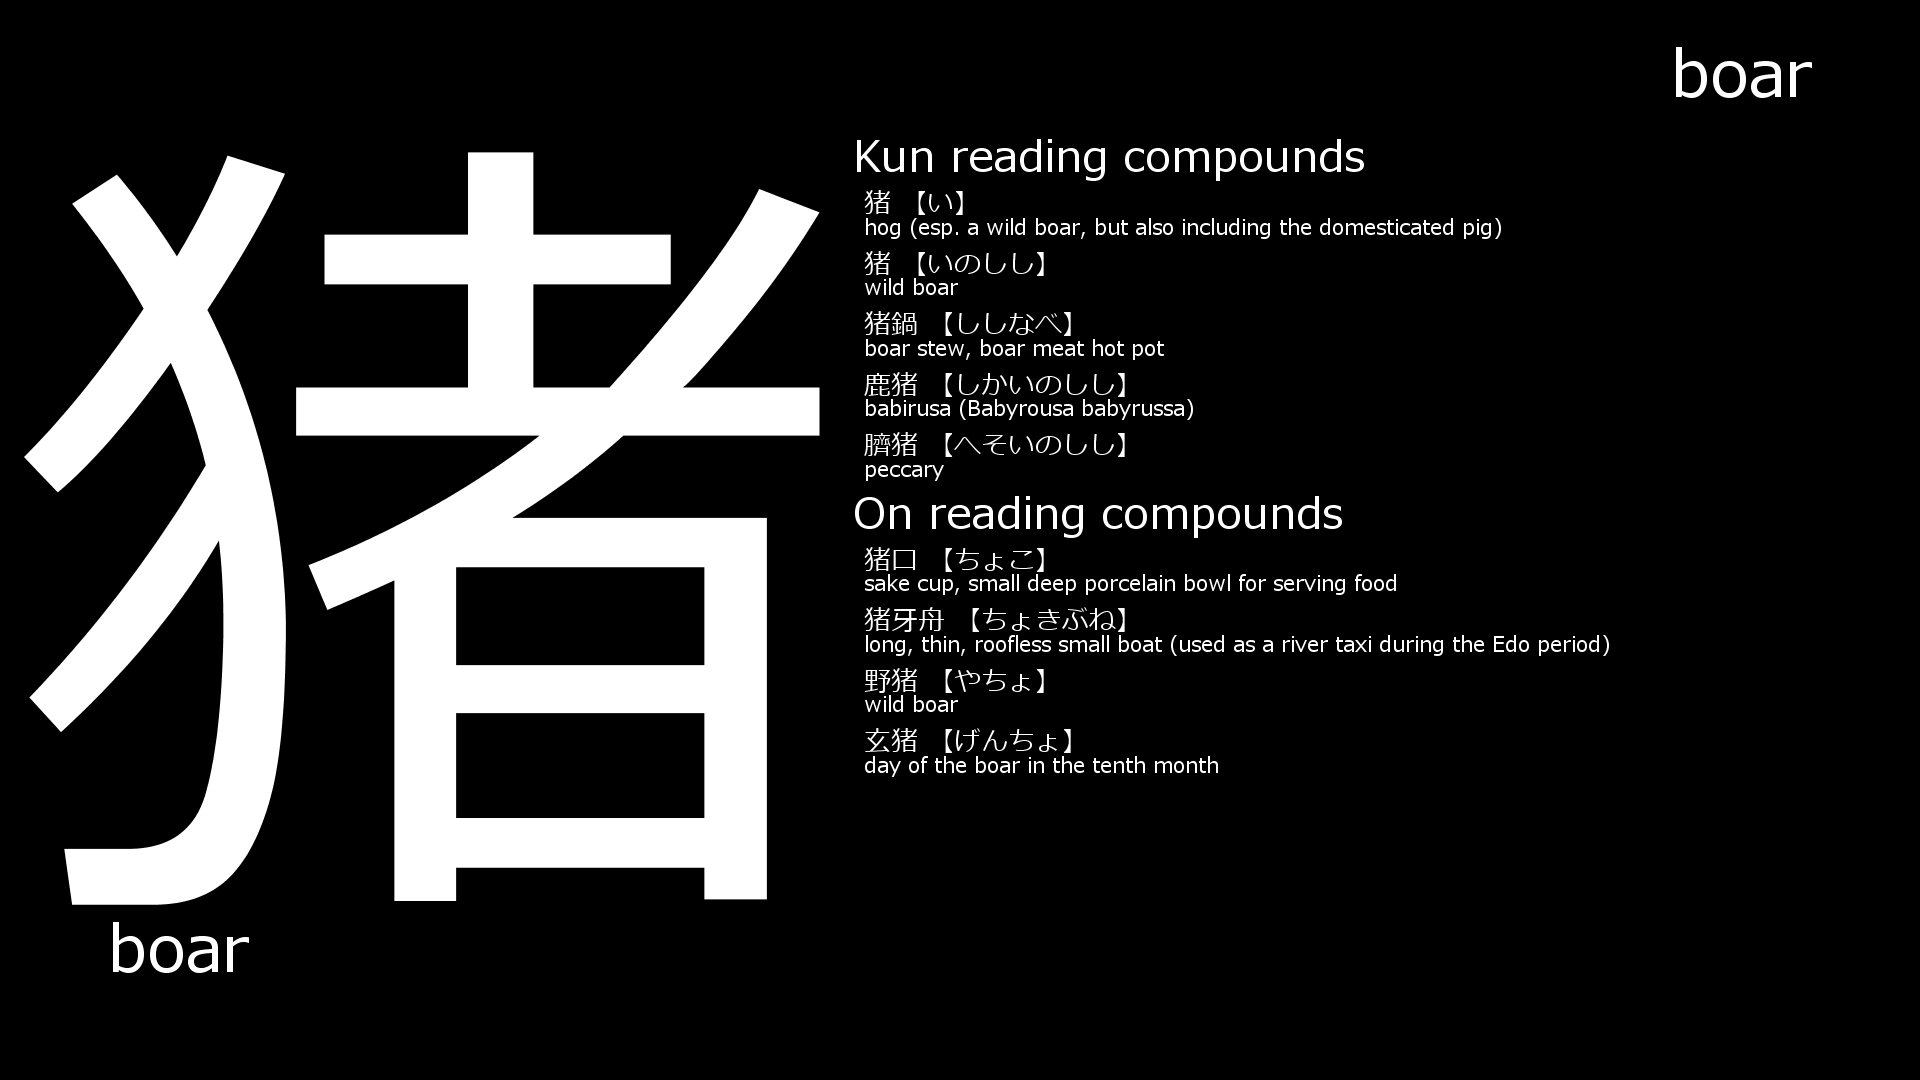 boar
猪
Kun reading compounds
猪 【い】
hog (esp. a wild boar, but also including the domesticated pig)
猪 【いのしし】
wild boar
猪鍋 【ししなべ】
boar stew, boar meat hot pot
鹿猪 【しかいのしし】
babirusa (Babyrousa babyrussa)
臍猪 【へそいのしし】
peccary
On reading compounds
猪口 【ちょこ】
sake cup, small deep porcelain bowl for serving food
猪牙舟 【ちょきぶね】
long, thin, roofless small boat (used as a river taxi during the Edo period)
野猪 【やちょ】
wild boar
玄猪 【げんちょ】
day of the boar in the tenth month
boar